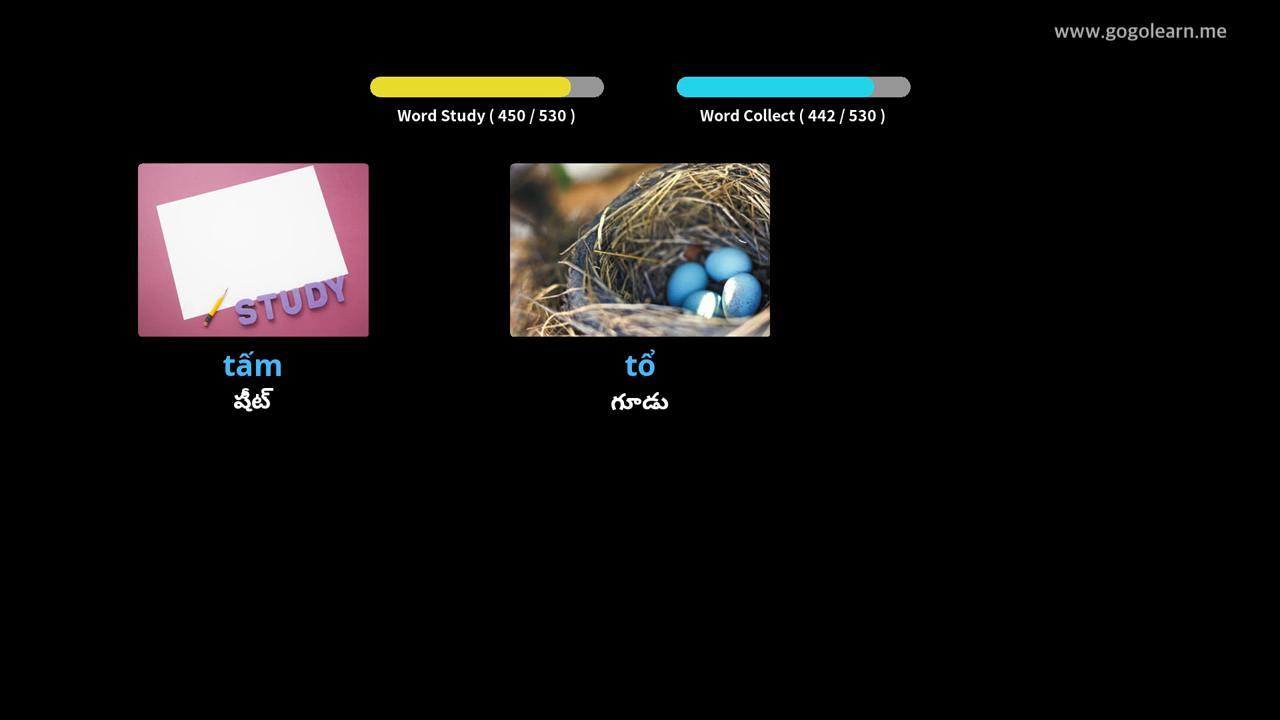 www.gogolearn.me
Word Study ( 450 / 530 )
Word Collect ( 442 / 530 )
STUDY
tấm
tổ
షీట్
గూడు